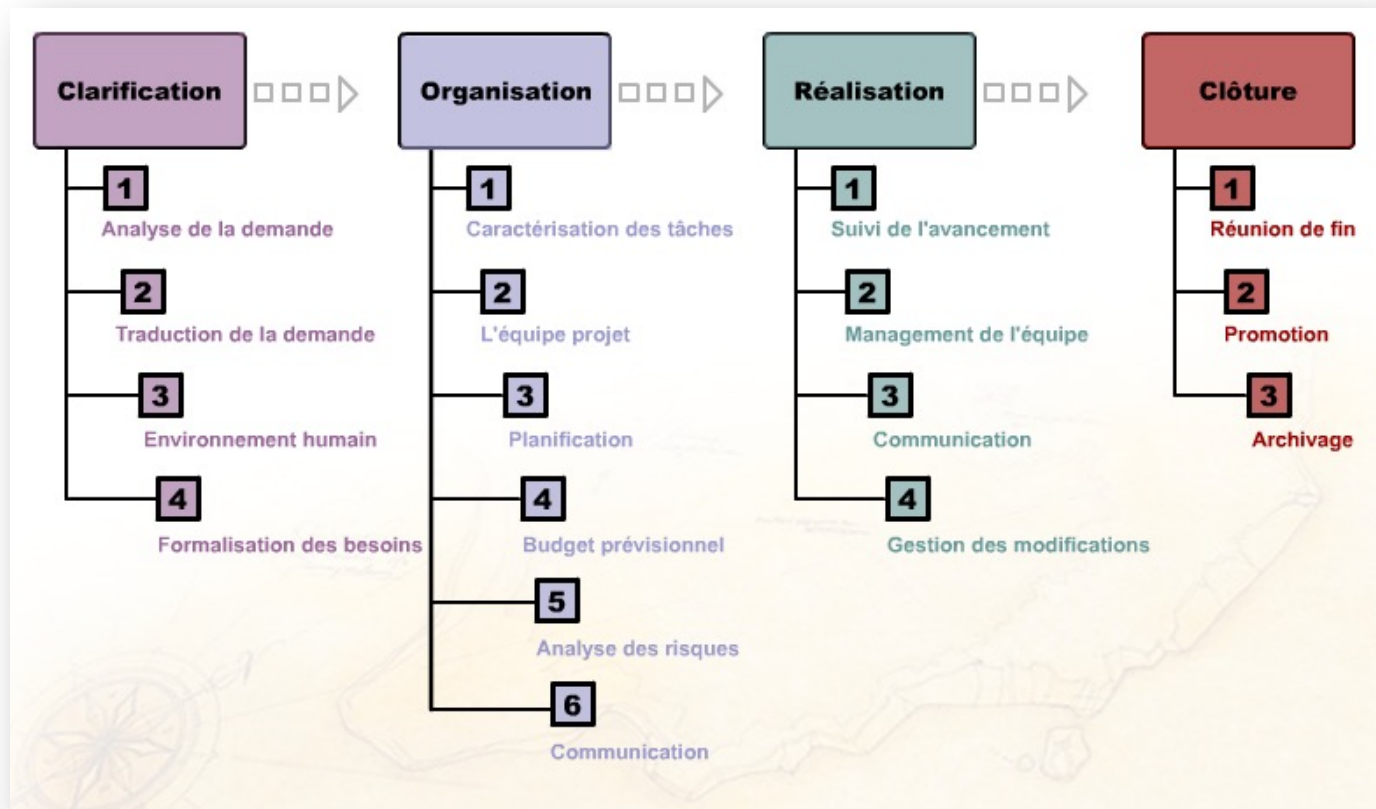 Clarification
1
Analyse de la demande
2
Traduction de la demande
3
Environnement humain
4
Formalisation des besoins
Organisation
1
Caractérisation des tâches
2
L'équipe projet
3
Planification
4
Budget prévisionnel
5
Analyse des risques
6
Communication
Réalisation
1
Suivi de l'avancement
2
Management de l'équipe
3
Communication
4
Gestion des modifications
Clôture
1
Réunion de fin
2
Promotion
3
Archivage